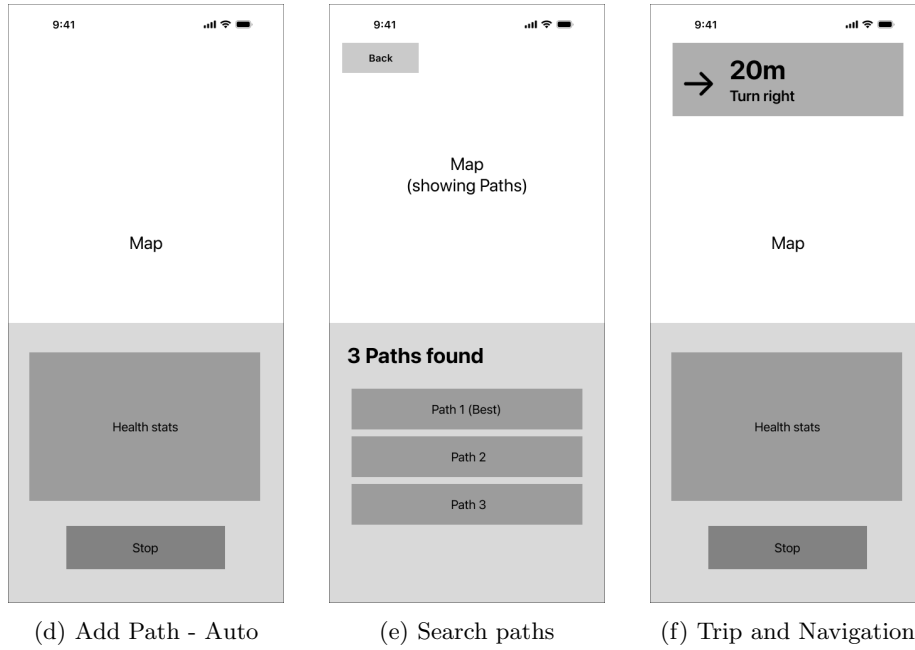 9:41
Map
Health stats
Stop
(d) Add Path - Auto
9:41
Back
Map
(showing Paths)
3 Paths found
Path 1 (Best)
Path 2
Path 3
(e) Search paths
9:41
20m
Turn right
Map
Health stats
Stop
(f) Trip and Navigation